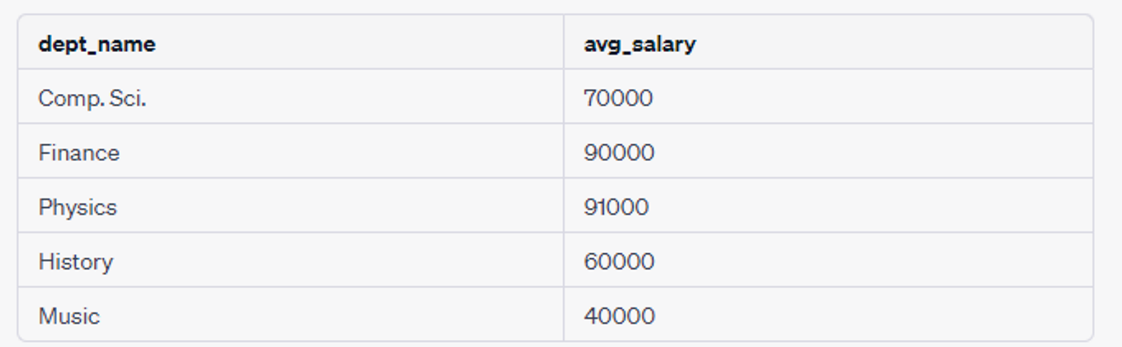 dept_name avg_salary
Comp. Sci. 70000
Finance 90000
Physics 91000
History 60000
Music 40000